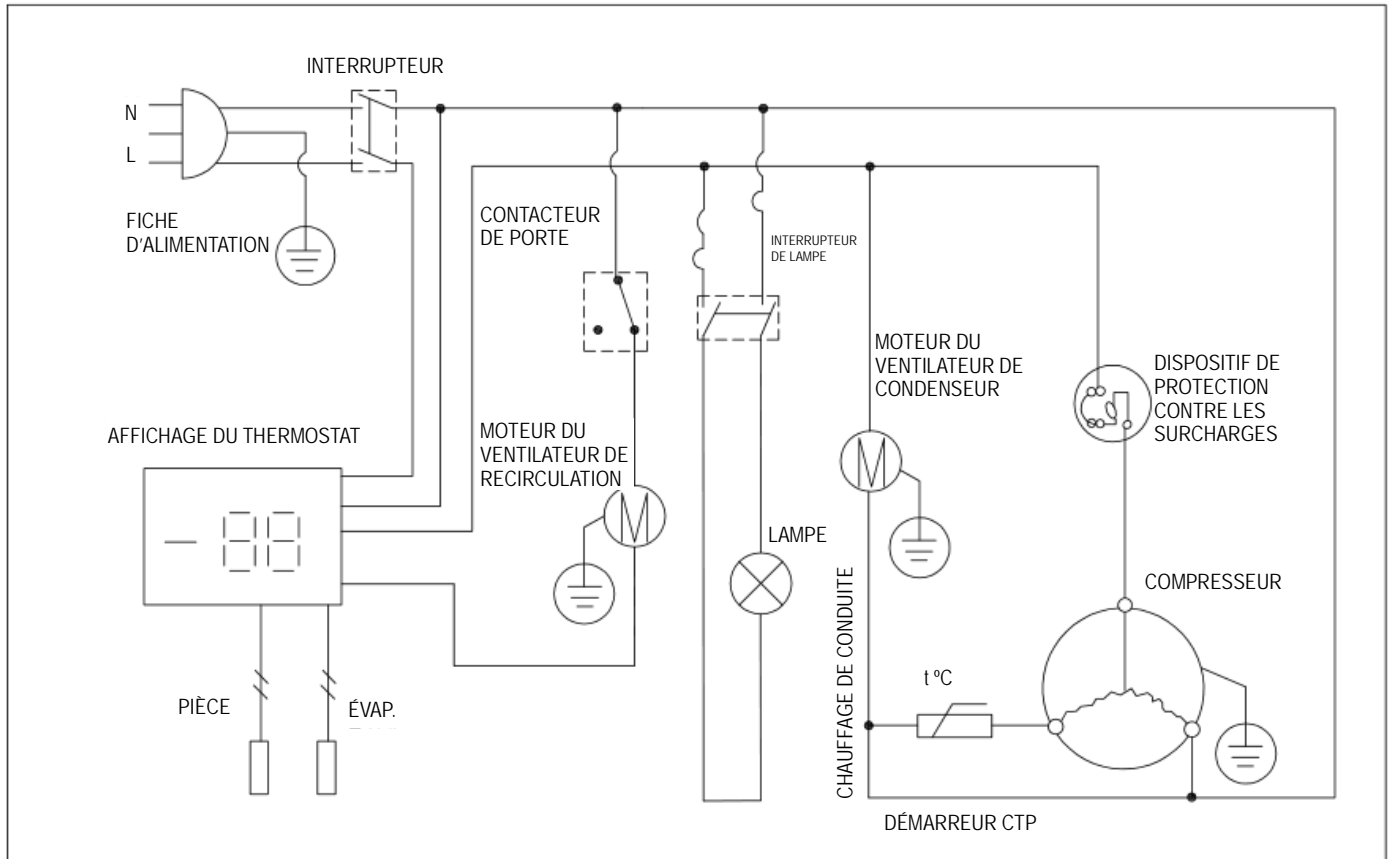 INTERRUPTEUR
N
L
FICHE
D'ALIMENTATION
CONTACTEUR
DE PORTE
INTERRUPTEUR
DE LAMPE
MOTEUR DU
VENTILATEUR DE
CONDENSEUR
DISPOSITIF DE
PROTECTION
CONTRE LES
SURCHARGES
AFFICHAGE DU THERMOSTAT
MOTEUR DU
VENTILATEUR DE
RECIRCULATION
M
M
LAMPE
COMPRESSEUR
CHAUFFAGE DE CONDUITE
t ºC
PIÈCE
ÉVAP.
DÉMARREUR CTP